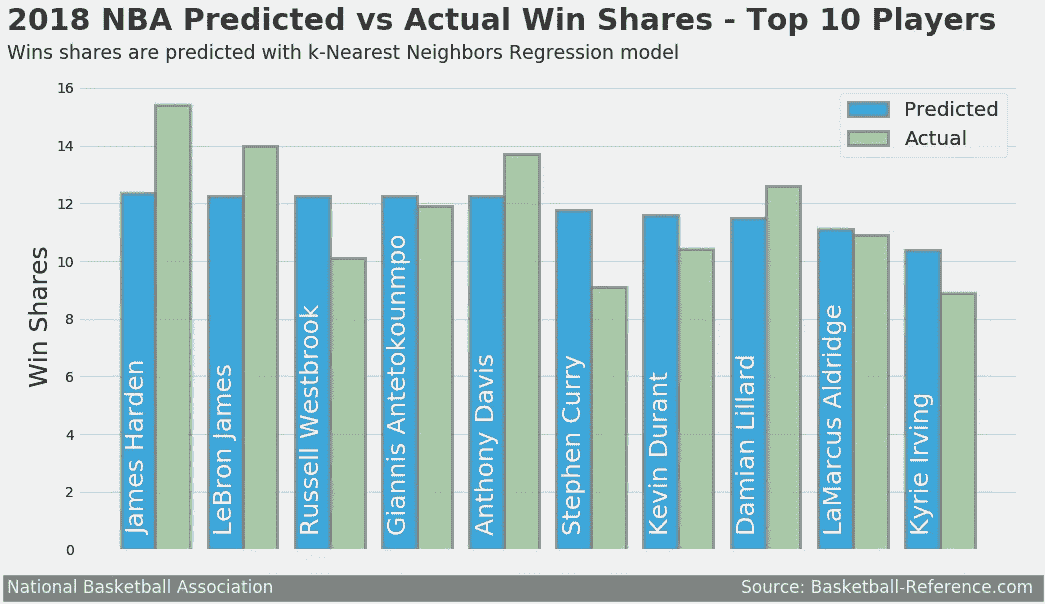 2018 NBA Predicted vs Actual Win Shares - Top 10 Players
Wins shares are predicted with k-Nearest Neighbors Regression model
16
14
12
10
8
6
4
2
0
Win Shares
Predicted
Actual
James Harden
LeBron James
Russell Westbrook
Giannis Antetokounmpo
Anthony Davis
Stephen Curry
Kevin Durant
Damian Lillard
LaMarcus Aldridge
Kyrie Irving
National Basketball Association
Source: Basketball-Reference.com